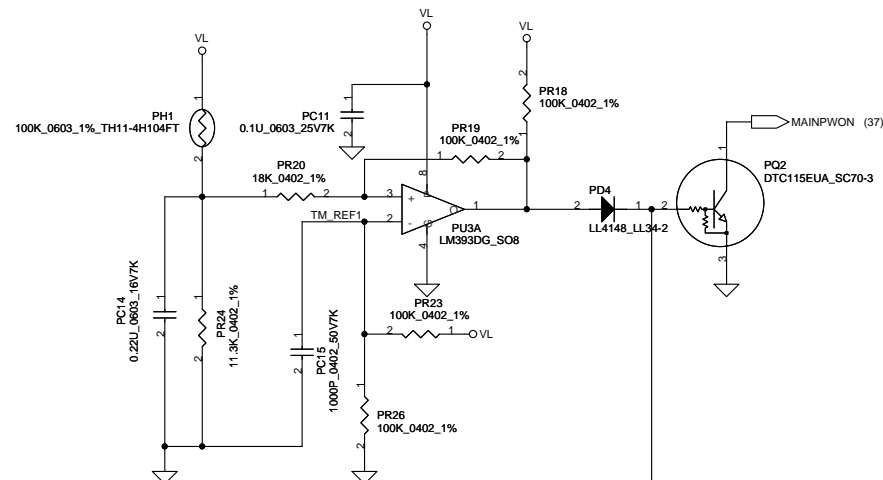 VL
VL
VL
PH1
100K_0603_1%_TH11-4H104FT
1
2
PC11
0.1U_0603_25V7K
1
2
PR18
100K_0402_1%
2
1
PR19
100K_0402_1%
1
2
MAINPWON (37)
PQ2
DTC115EUA_SC70-3
1
2
3
PR20
18K_0402_1%
1
2
3
+
8
P
O
1
TM_REF1
2
-
G
4
PU3A
LM393DG_SO8
PD4
2
1
LL4148_LL34-2
PC14
0.22U_0603_16V7K
1
2
PR24
11.3K_0402_1%
1
2
PC15
1000P_0402_50V7K
1
2
PR23
100K_0402_1%
2
1
VL
PR26
100K_0402_1%
1
2